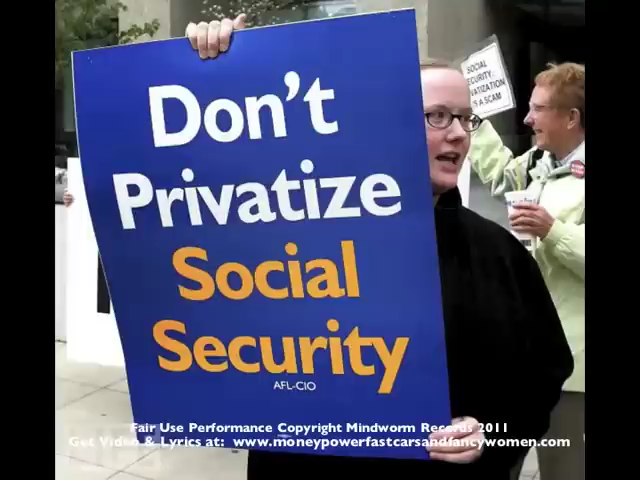 Don't
Privatize
Social
Security
AFL-CIO
SOCIAL
SECURITY:
IS A SCAM
Fair Use Performance Copyright Mindworm Records 2011
Get Video & Lyrics at: www.moneypowerfastcarsandfancywomen.com